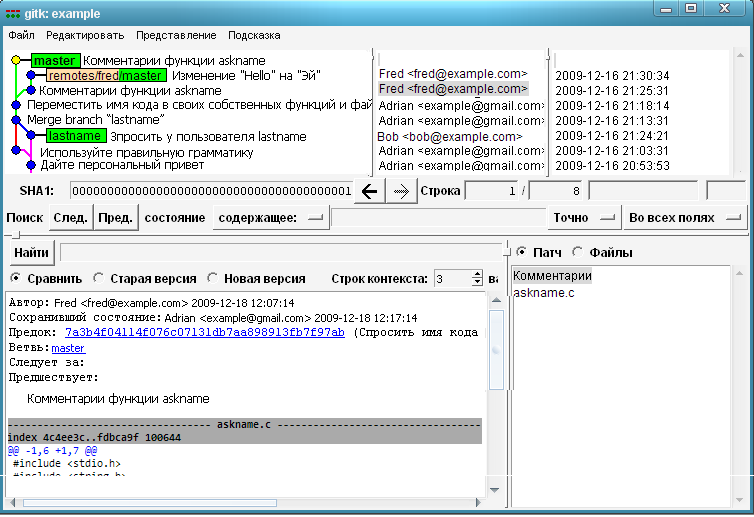 gitk: example
Файл Редактировать Представление Подсказка
master Комментарии функции askname
remotes/fred/master Изменение "Hello" на "Эй" Fred <fred@example.com> 2009-12-16 21:30:34
Комментарии функции askname Fred <fred@example.com> 2009-12-16 21:25:31
Переместить имя кода в своих собственных функций и фай Adrian <example@gmail.com> 2009-12-16 21:18:14
Merge branch "lastname" Adrian <example@gmail.com> 2009-12-16 21:13:31
lastname Зпросить у пользователя lastname Bob <bob@example.com> 2009-12-16 21:24:21
Используйте правильную грамматику Adrian <example@gmail.com> 2009-12-16 21:03:31
Дайте персональный привет Adrian <example@gmail.com> 2009-12-16 20:53:53
SHA1: Строка 1 / 8
Поиск След. Пред. состояние содержащее: Точно Во всех полях
Найти
Патч Файлы
Сравнить Старая версия Новая версия Строк контекста: 3
Комментарии
askname.c
Автор: Fred <fred@example.com> 2009-12-18 12:07:14
Сохранивший состояние: Adrian <example@gmail.com> 2009-12-18 12:17:14
Предок: 7a3b4f04114f076c07131db7aa898913fb7f97ab (Спросить имя кода
Ветвь: master
Следует за:
Предшествует:
Комментарии функции askname
askname.c
index 4c4ee3c..fdbca9f 100644
@@ -1,6 +1,7 @@
#include <stdio.h>
#include <string.h>